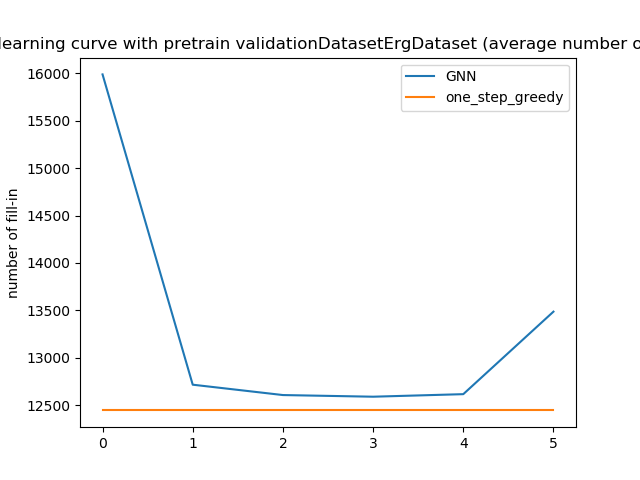 learning curve with pretrain validationDatasetErgDataset (average number o
GNN
one_step_greedy
number of fill-in
16000
15500
15000
14500
14000
13500
13000
12500
0 1 2 3 4 5